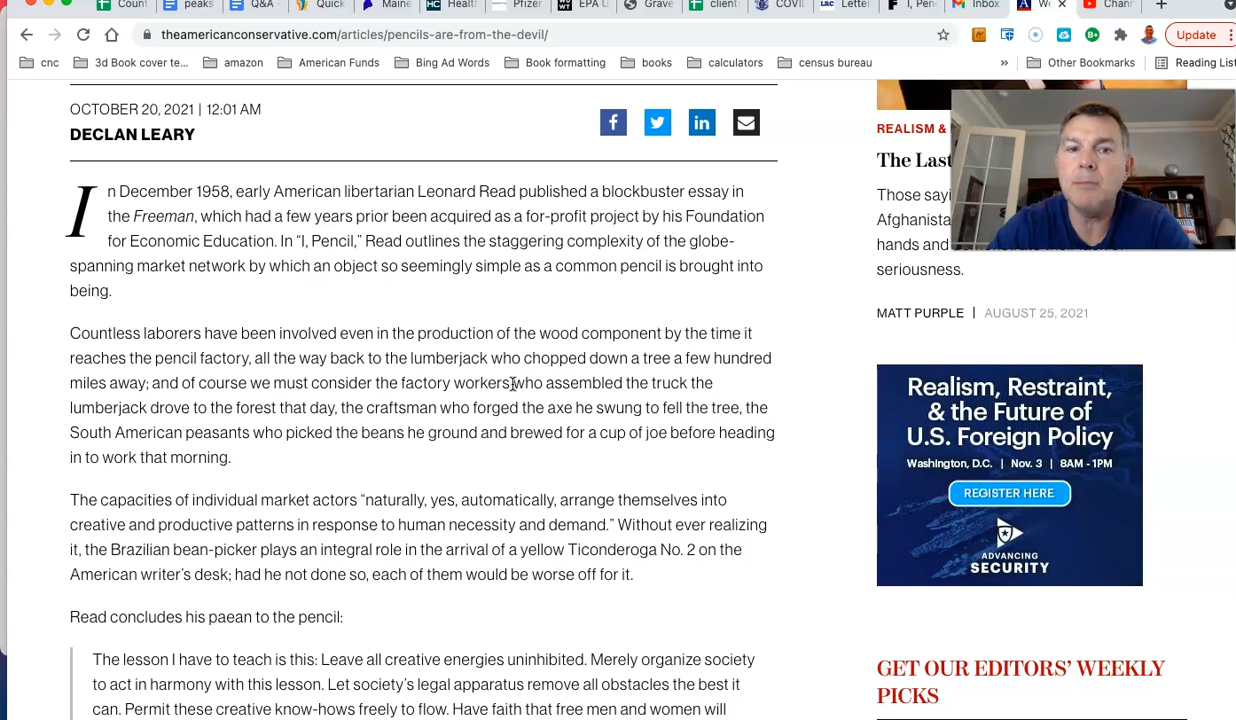 Count
peaks
Q&A -
Quick
Maine
Healt
Pfizer
EPA U
Grave
client
COVIL
Letter
I, Pen
Inbox
We
Chann
theamericanconservative.com/articles/pencils-are-from-the-devil/
Update
cnc
3d Book cover te...
amazon
American Funds
Bing Ad Words
Book formatting
books
calculators
census bureau
»
Other Bookmarks
Reading List
OCTOBER 20, 2021 | 12:01 AM
DECLAN LEARY
In December 1958, early American libertarian Leonard Read published a blockbuster essay in
the Freeman, which had a few years prior been acquired as a for-profit project by his Foundation
for Economic Education. In “I, Pencil,” Read outlines the staggering complexity of the globe-
spanning market network by which an object so seemingly simple as a common pencil is brought into
being.
Countless laborers have been involved even in the production of the wood component by the time it
reaches the pencil factory, all the way back to the lumberjack who chopped down a tree a few hundred
miles away; and of course we must consider the factory workers who assembled the truck the
lumberjack drove to the forest that day, the craftsman who forged the axe he swung to fell the tree, the
South American peasants who picked the beans he ground and brewed for a cup of joe before heading
in to work that morning.
The capacities of individual market actors “naturally, yes, automatically, arrange themselves into
creative and productive patterns in response to human necessity and demand.” Without ever realizing
it, the Brazilian bean-picker plays an integral role in the arrival of a yellow Ticonderoga No. 2 on the
American writer’s desk; had he not done so, each of them would be worse off for it.
Read concludes his paean to the pencil:
The lesson I have to teach is this: Leave all creative energies uninhibited. Merely organize society
to act in harmony with this lesson. Let society’s legal apparatus remove all obstacles the best it
can. Permit these creative know-hows freely to flow. Have faith that free men and women will
REALISM &
The Last
Those sayi
Afghanista
hands and
seriousness.
MATT PURPLE | AUGUST 25, 2021
Realism, Restraint,
& the Future of
U.S. Foreign Policy
Washington, D.C. | Nov. 3 | 8AM - 1PM
REGISTER HERE
ADVANCING
SECURITY
GET OUR EDITORS’ WEEKLY
PICKS